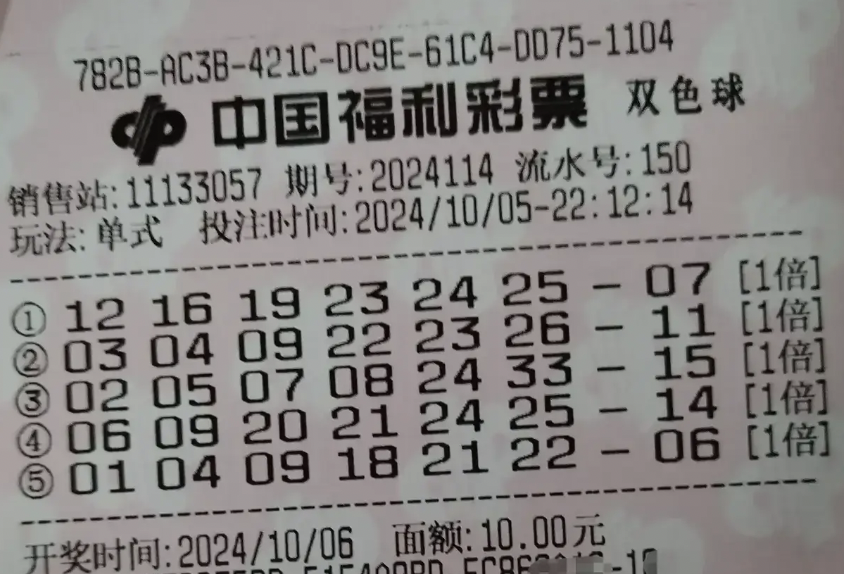 782B-AC3B-421C-DC9E-61C4-DD75-1104
中国福利彩票 双色球
销售站:11133057 期号:2024114 流水号:150
玩法:单式 投注时间:2024/10/05-22:12:14
① 12 16 19 23 24 25 - 07 [1倍]
② 03 04 09 22 23 26 - 11 [1倍]
③ 02 05 07 08 24 33 - 15 [1倍]
④ 06 09 20 21 24 25 - 14 [1倍]
⑤ 01 04 09 18 21 22 - 06 [1倍]
开奖时间:2024/10/06 面额:10.00元